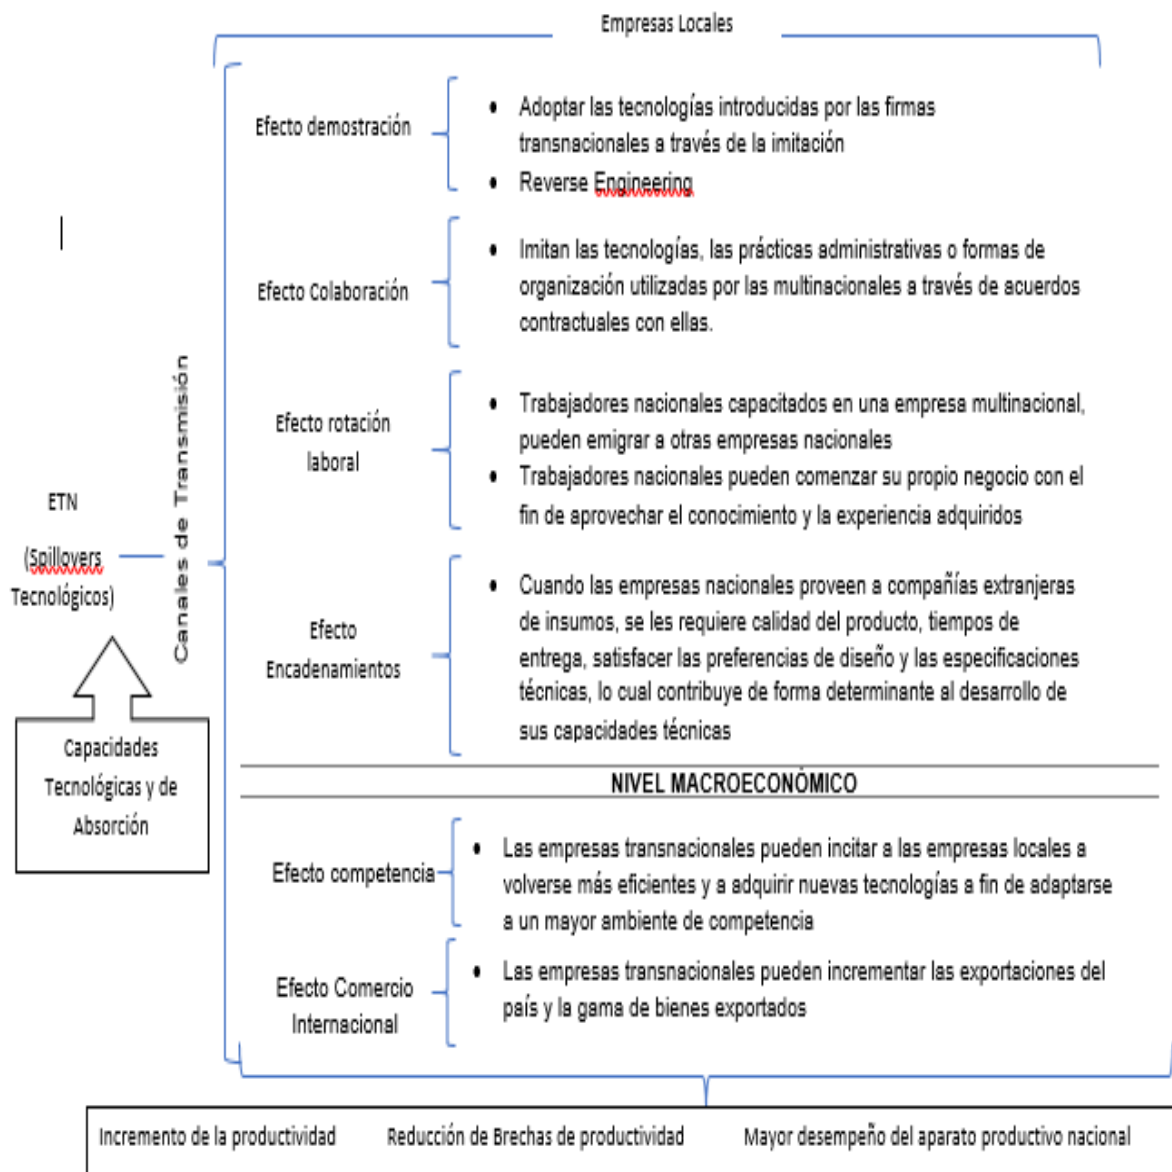 Empresas Locales
Efecto demostración
Adoptar las tecnologías introducidas por las firmas
transnacionales a través de la imitación
Reverse Engineering
Efecto Colaboración
Imitan las tecnologías, las prácticas administrativas o formas de
organización utilizadas por las multinacionales a través de acuerdos
contractuales con ellas.
Efecto rotación
laboral
Trabajadores nacionales capacitados en una empresa multinacional,
pueden emigrar a otras empresas nacionales
Trabajadores nacionales pueden comenzar su propio negocio con el
fin de aprovechar el conocimiento y la experiencia adquiridos
Canales de Transmisión
ETN
(Spillovers
Tecnológicos)
Efecto
Encadenamientos
Cuando las empresas nacionales proveen a compañías extranjeras
de insumos, se les requiere calidad del producto, tiempos de
entrega, satisfacer las preferencias de diseño y las especificaciones
técnicas, lo cual contribuye de forma determinante al desarrollo de
sus capacidades técnicas
Capacidades
Tecnológicas y de
Absorción
NIVEL MACROECONÓMICO
Efecto competencia
Las empresas transnacionales pueden incitar a las empresas locales a
volverse más eficientes y a adquirir nuevas tecnologías a fin de adaptarse
a un mayor ambiente de competencia
Efecto Comercio
Internacional
Las empresas transnacionales pueden incrementar las exportaciones del
país y la gama de bienes exportados
Incremento de la productividad
Reducción de Brechas de productividad
Mayor desempeño del aparato productivo nacional